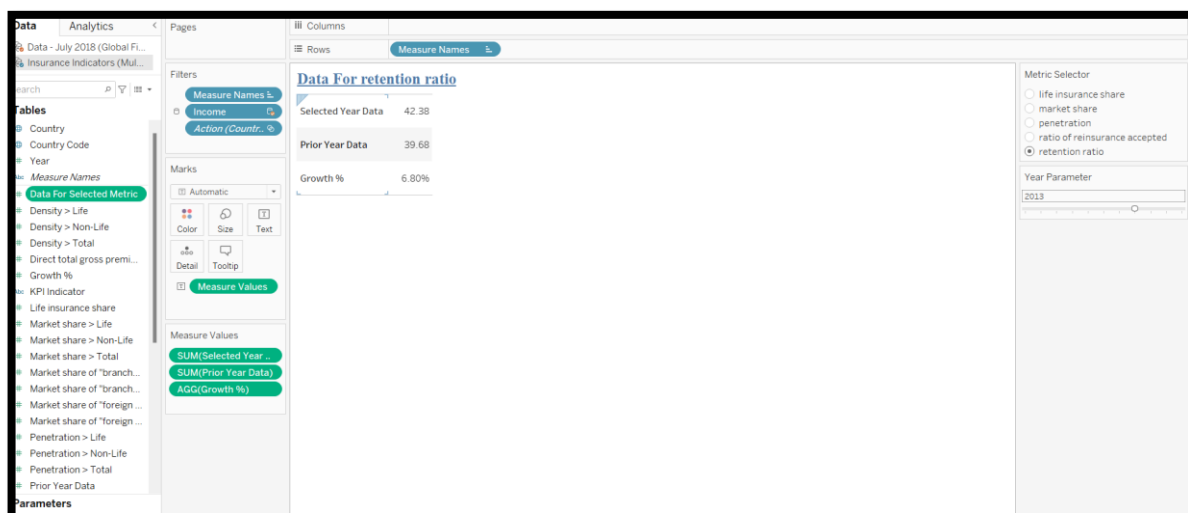 Data Analytics <
Data - July 2018 (Global Fi...
Insurance Indicators (Mul...
earch
Tables
Country
Country Code
Year
Abc Measure Names
Data For Selected Metric
Density > Life
Density > Non-Life
Density > Total
Direct total gross premi...
Growth %
Abc KPI Indicator
Life insurance share
Market share > Life
Market share > Non-Life
Market share > Total
Market share of "branch...
Market share of "branch...
Market share of "foreign ...
Market share of "foreign ...
Penetration > Life
Penetration > Non-Life
Penetration > Total
Prior Year Data
Parameters
Pages
Filters
Measure Names
Income
Action (Countr..
Marks
Automatic
Color Size Text
Detail Tooltip
Measure Values
Measure Values
SUM(Selected Year ..
SUM(Prior Year Data)
AGG(Growth %)
Columns
Rows Measure Names
Data For retention ratio
Selected Year Data 42.38
Prior Year Data 39.68
Growth % 6.80%
Metric Selector
life insurance share
market share
penetration
ratio of reinsurance accepted
retention ratio
Year Parameter
2013